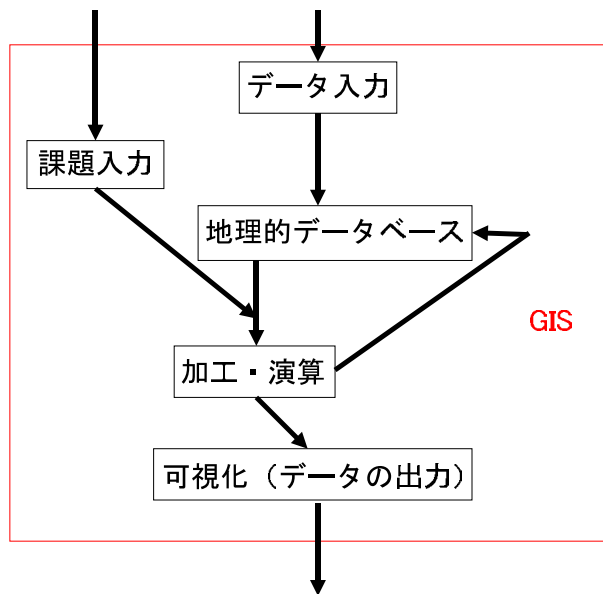 データ入力
課題入力
地理的データベース
GIS
加工・演算
可視化（データの出力）